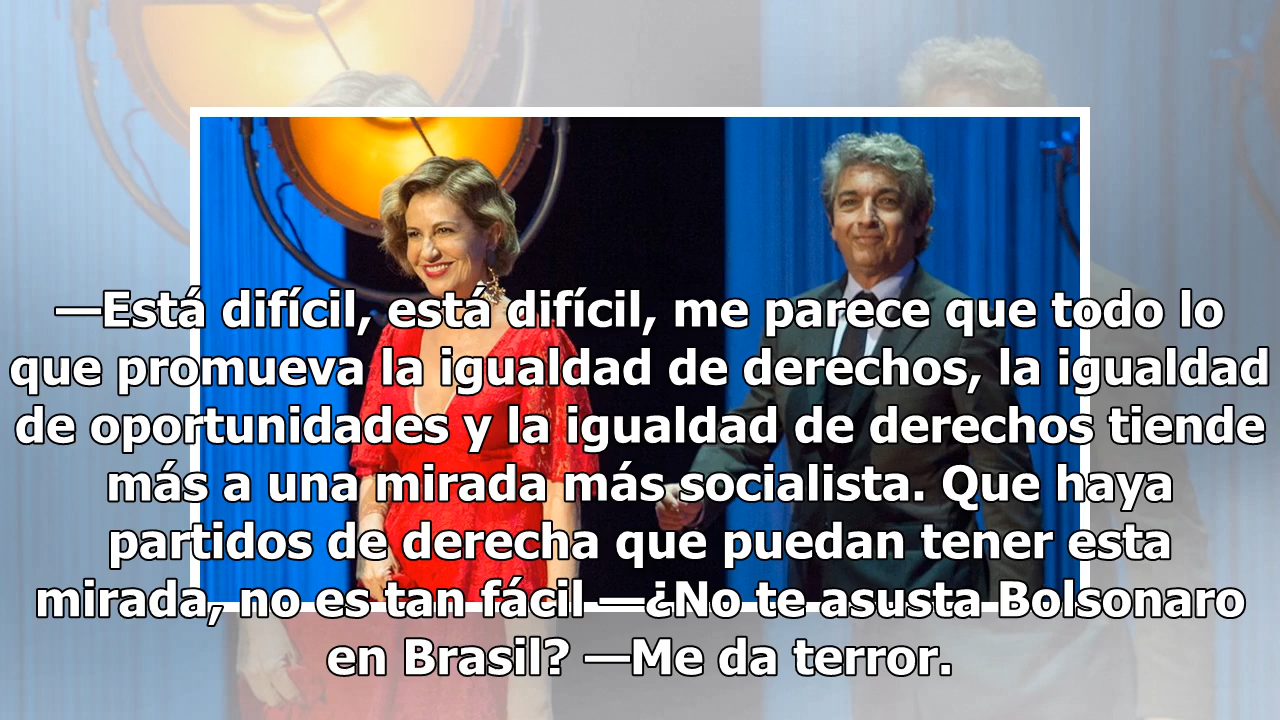 —Está difícil, está difícil, me parece que todo lo
que promueva la igualdad de derechos, la igualdad
de oportunidades y la igualdad de derechos tiende
más a una mirada más socialista. Que haya
partidos de derecha que puedan tener esta
mirada, no es tan fácil —¿No te asusta Bolsonaro
en Brasil? —Me da terror.